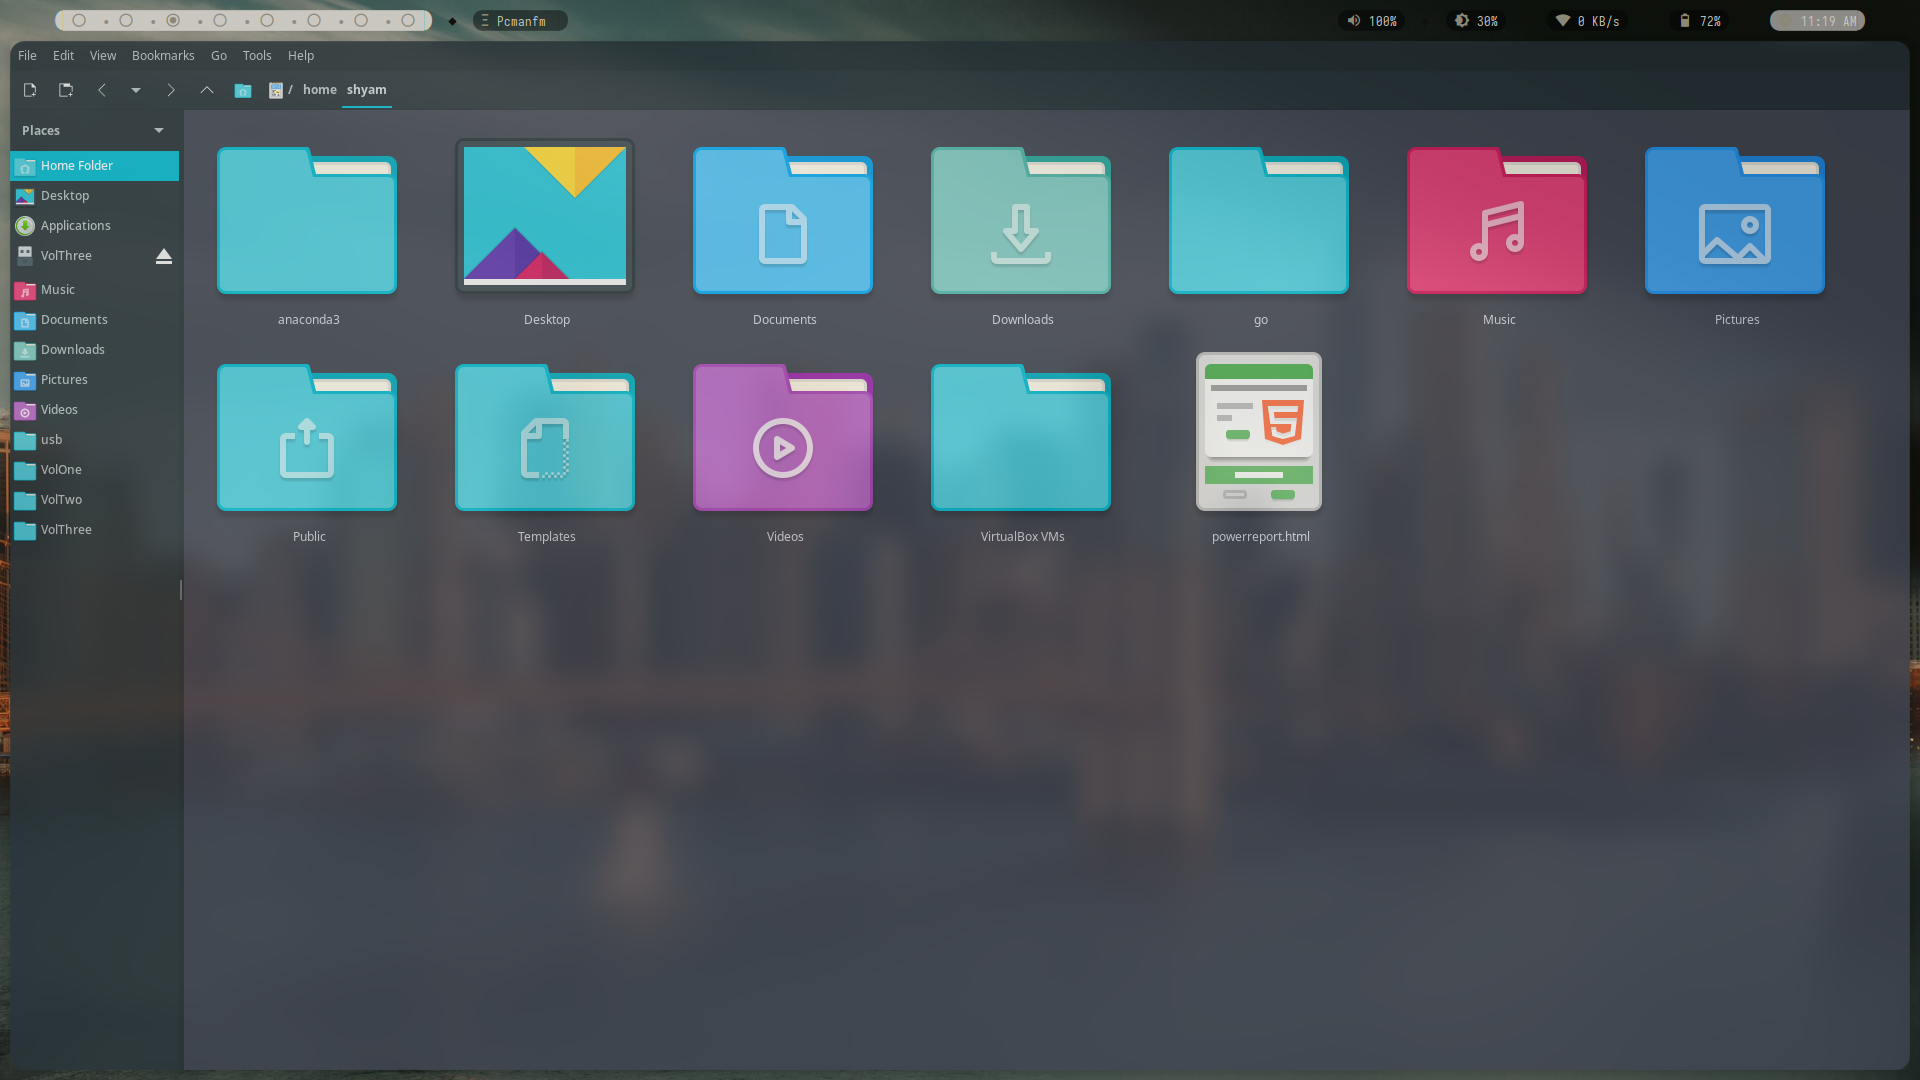 Pcmanfm
100%
30%
0 KB/s
72%
11:19 AM
File Edit View Bookmarks Go Tools Help
/ home shyam
Places
Home Folder
Desktop
Applications
VolThree
Music
Documents
Downloads
Pictures
Videos
usb
VolOne
VolTwo
VolThree
anaconda3 Desktop Documents Downloads go Music Pictures
Public Templates Videos VirtualBox VMs powerreport.html